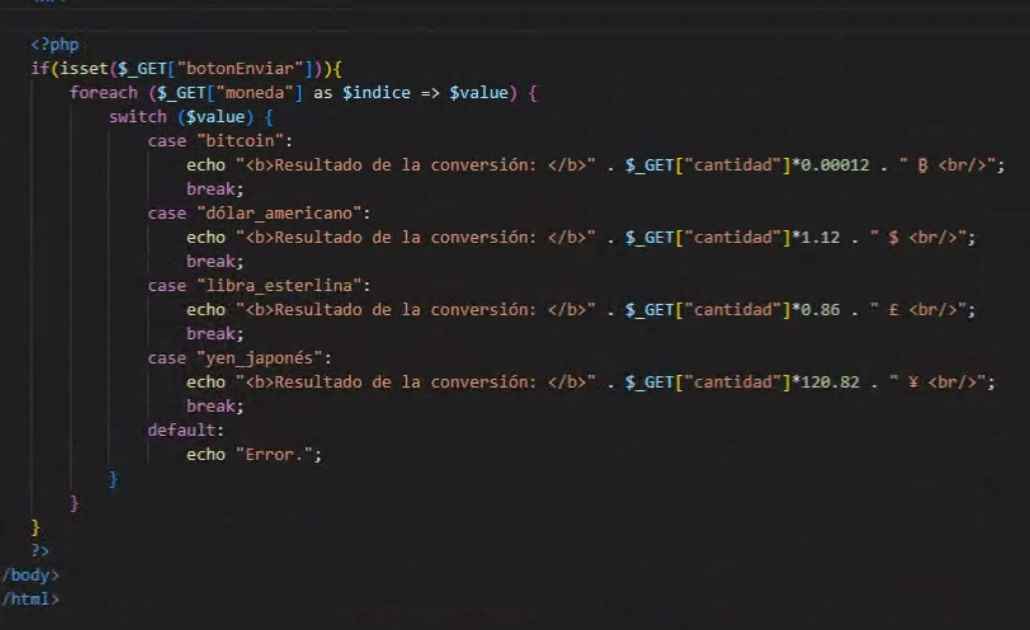 <?php
if(isset($_GET["botonEnviar"])){
foreach ($_GET["moneda"] as $indice => $value) {
switch ($value) {
case "bitcoin":
echo "<b>Resultado de la conversión: </b>" . $_GET["cantidad"]*0.00012 . " ₿ <br/>";
break;
case "dólar_americano":
echo "<b>Resultado de la conversión: </b>" . $_GET["cantidad"]*1.12 . " $ <br/>";
break;
case "libra_esterlina":
echo "<b>Resultado de la conversión: </b>" . $_GET["cantidad"]*0.86 . " £ <br/>";
break;
case "yen_japonés":
echo "<b>Resultado de la conversión: </b>" . $_GET["cantidad"]*120.82 . " ¥ <br/>";
break;
default:
echo "Error.";
}
}
}
?>
/body>
/html>